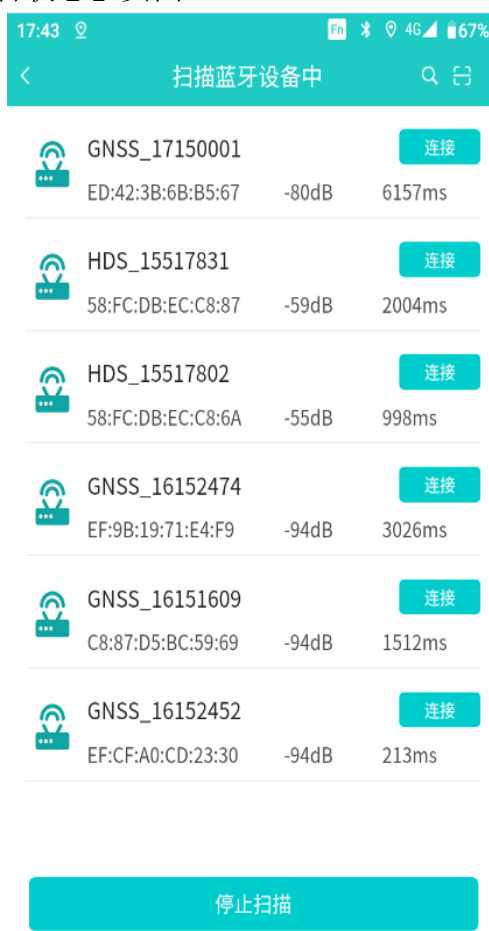 17:43 Fn 4G 67%
扫描蓝牙设备中
GNSS_17150001 连接
ED:42:3B:6B:B5:67 -80dB 6157ms
HDS_15517831 连接
58:FC:DB:EC:C8:87 -59dB 2004ms
HDS_15517802 连接
58:FC:DB:EC:C8:6A -55dB 998ms
GNSS_16152474 连接
EF:9B:19:71:E4:F9 -94dB 3026ms
GNSS_16151609 连接
C8:87:D5:BC:59:69 -94dB 1512ms
GNSS_16152452 连接
EF:CF:A0:CD:23:30 -94dB 213ms
停止扫描